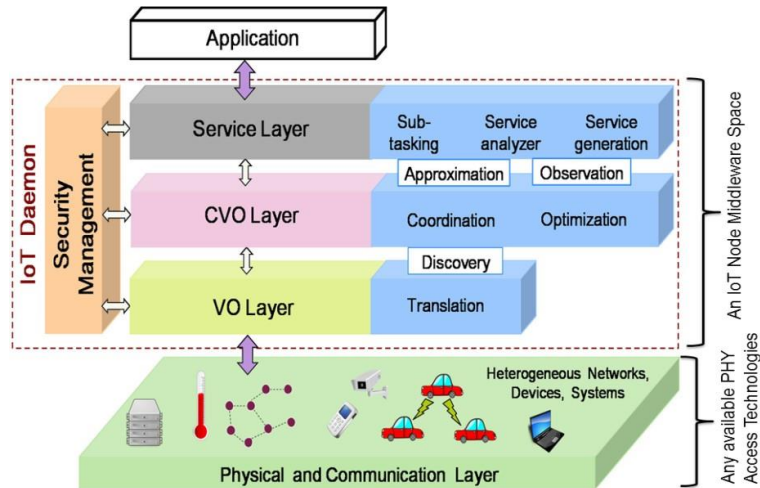 Application
IoT Daemon
Security
Management
Service Layer
Sub-
tasking
Service
analyzer
Service
generation
Approximation
Observation
CVO Layer
Coordination
Optimization
Discovery
VO Layer
Translation
An IoT Node Middleware Space
Heterogeneous Networks,
Devices, Systems
Physical and Communication Layer
Any available PHY
Access Technologies